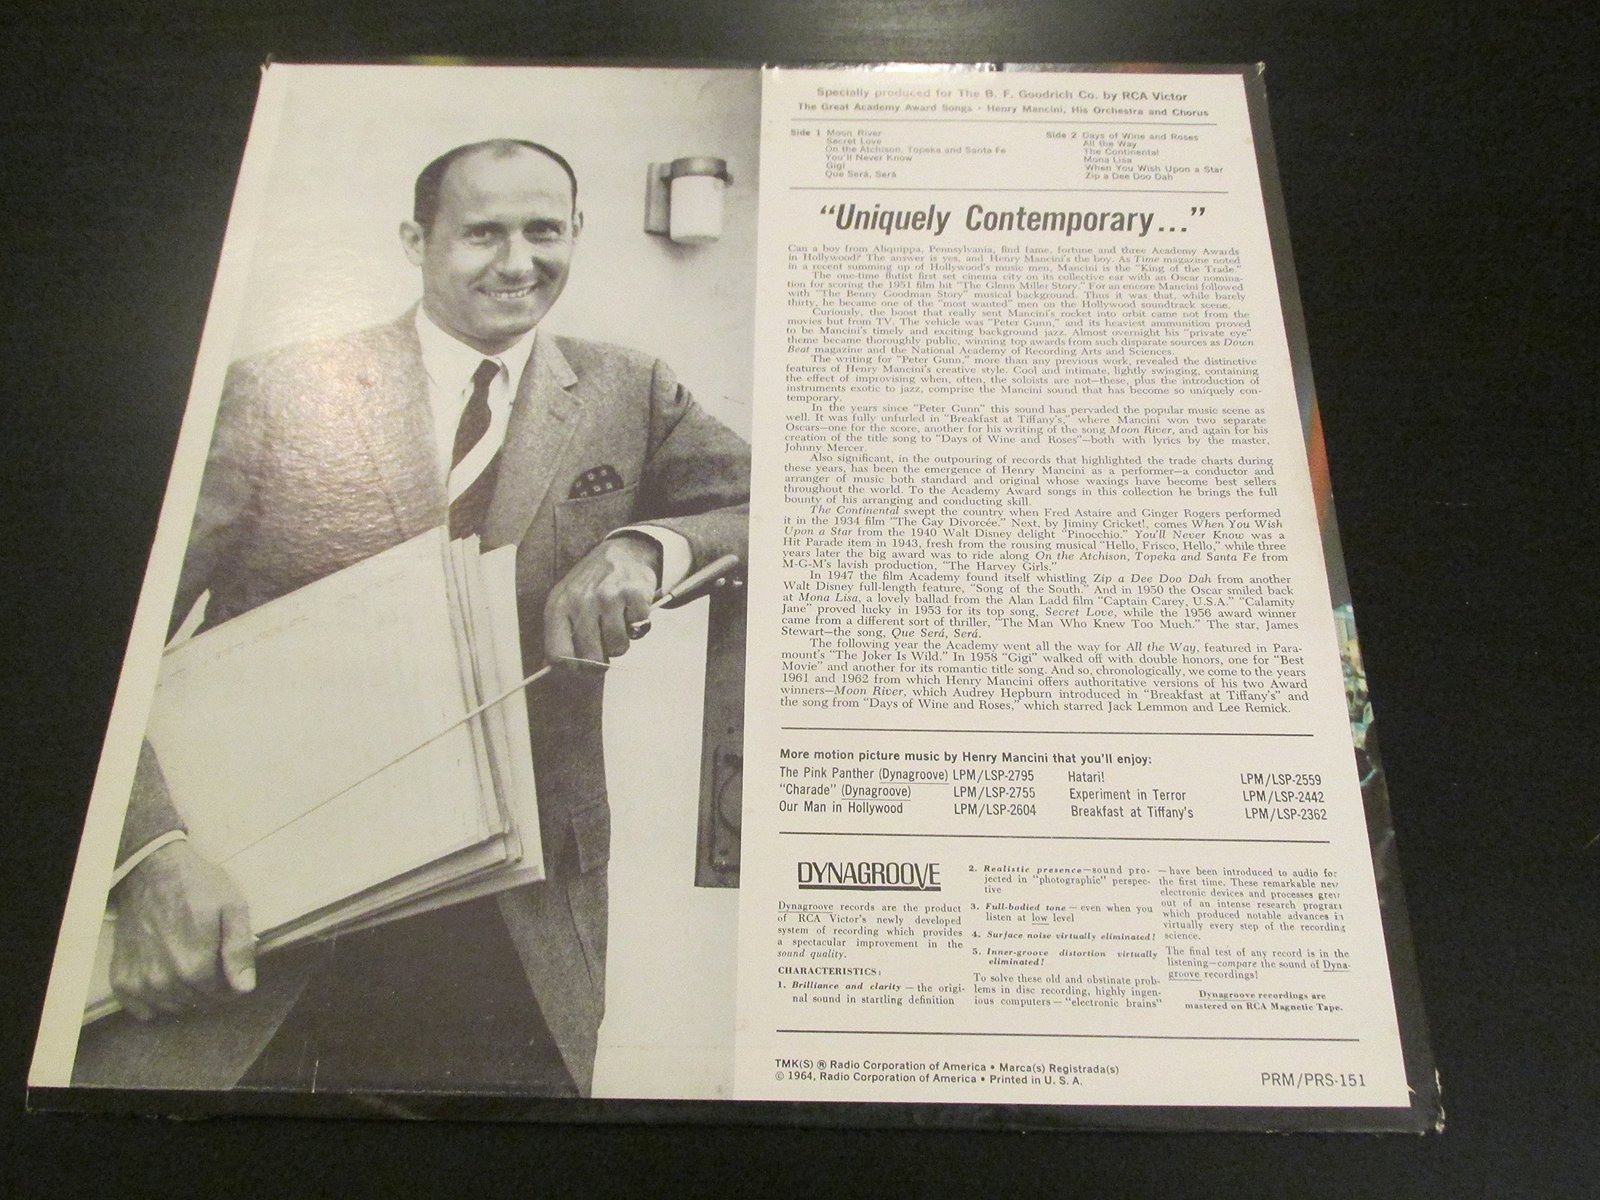 Specially produced for The B. F. Goodrich Co. by RCA Victor
The Great Academy Award Songs • Henry Mancini, His Orchestra and Chorus
Side 1 Moon River
Secret Love
On the Atchison, Topeka and Santa Fe
You'll Never Know
Gigi
Que Será, Será
Side 2 Days of Wine and Roses
All the Way
The Continental
Mona Lisa
When You Wish Upon a Star
Zip a Dee Doo Dah
"Uniquely Contemporary..."
Can a boy from Aliquippa, Pennsylvania, find fame, fortune and three Academy Awards
in Hollywood? The answer is yes, and Henry Mancini's the boy. As Time magazine noted
in a recent summing up of Hollywood's music men, Mancini is the "King of the Trade."
The one-time flutist first set cinema city on its collective ear with an Oscar nomina-
tion for scoring the 1951 film hit "The Glenn Miller Story." For an encore Mancini followed
with "The Benny Goodman Story" musical background. Thus it was that, while barely
thirty, he became one of the "most wanted" men on the Hollywood soundtrack scene.
Curiously, the boost that really sent Mancini's rocket into orbit came not from the
movies but from TV. The vehicle was "Peter Gunn," and its heaviest ammunition proved
to be Mancini's timely and exciting background jazz. Almost overnight his "private eye"
theme became thoroughly public, winning top awards from such disparate sources as Down
Beat magazine and the National Academy of Recording Arts and Sciences.
The writing for "Peter Gunn," more than any previous work, revealed the distinctive
features of Henry Mancini's creative style. Cool and intimate, lightly swinging, containing
the effect of improvising when, often, the soloists are not—these, plus the introduction of
instruments exotic to jazz, comprise the Mancini sound that has become so uniquely con-
temporary.
In the years since "Peter Gunn" this sound has pervaded the popular music scene as
well. It was fully unfurled in "Breakfast at Tiffany's," where Mancini won two separate
Oscars—one for the score, another for his writing of the song Moon River, and again for his
creation of the title song to "Days of Wine and Roses"—both with lyrics by the master,
Johnny Mercer.
Also significant, in the outpouring of records that highlighted the trade charts during
these years, has been the emergence of Henry Mancini as a performer—a conductor and
arranger of music both standard and original whose waxings have become best sellers
throughout the world. To the Academy Award songs in this collection he brings the full
bounty of his arranging and conducting skill.
The Continental swept the country when Fred Astaire and Ginger Rogers performed
it in the 1934 film "The Gay Divorcée." Next, by Jiminy Cricket!, comes When You Wish
Upon a Star from the 1940 Walt Disney delight "Pinocchio." You'll Never Know was a
Hit Parade item in 1943, fresh from the rousing musical "Hello, Frisco, Hello," while three
years later the big award was to ride along On the Atchison, Topeka and Santa Fe from
M-G-M's lavish production, "The Harvey Girls."
In 1947 the film Academy found itself whistling Zip a Dee Doo Dah from another
Walt Disney full-length feature, "Song of the South." And in 1950 the Oscar smiled back
at Mona Lisa, a lovely ballad from the Alan Ladd film "Captain Carey, U.S.A." "Calamity
Jane" proved lucky in 1953 for its top song, Secret Love, while the 1956 award winner
came from a different sort of thriller, "The Man Who Knew Too Much." The star, James
Stewart—the song, Que Será, Será.
The following year the Academy went all the way for All the Way, featured in Para-
mount's "The Joker Is Wild." In 1958 "Gigi" walked off with double honors, one for "Best
Movie" and another for its romantic title song. And so, chronologically, we come to the years
1961 and 1962 from which Henry Mancini offers authoritative versions of his two Award
winners—Moon River, which Audrey Hepburn introduced in "Breakfast at Tiffany's" and
the song from "Days of Wine and Roses," which starred Jack Lemmon and Lee Remick.
More motion picture music by Henry Mancini that you'll enjoy:
The Pink Panther (Dynagroove) LPM/LSP-2795
"Charade" (Dynagroove) LPM/LSP-2755
Our Man in Hollywood LPM/LSP-2604
Hatari! LPM/LSP-2559
Experiment in Terror LPM/LSP-2442
Breakfast at Tiffany's LPM/LSP-2362
DYNAGROOVE
Dynagroove records are the product
of RCA Victor's newly developed
system of recording which provides
a spectacular improvement in the
sound quality.
CHARACTERISTICS:
1. Brilliance and clarity — the origi-
nal sound in startling definition
2. Realistic presence—sound pro-
jected in "photographic" perspec-
tive
3. Full-bodied tone — even when you
listen at low level
4. Surface noise virtually eliminated!
5. Inner-groove distortion virtually
eliminated!
To solve these old and obstinate prob-
lems in disc recording, highly ingen-
ious computers — "electronic brains"
— have been introduced to audio for
the first time. These remarkable new
electronic devices and processes grew
out of an intense research program
which produced notable advances in
virtually every step of the recording
science.
The final test of any record is in the
listening—compare the sound of Dyna-
groove recordings!
Dynagroove recordings are
mastered on RCA Magnetic Tape.
TMK(S) ® Radio Corporation of America • Marca(s) Registrada(s)
© 1964, Radio Corporation of America • Printed in U. S. A.
PRM/PRS-151